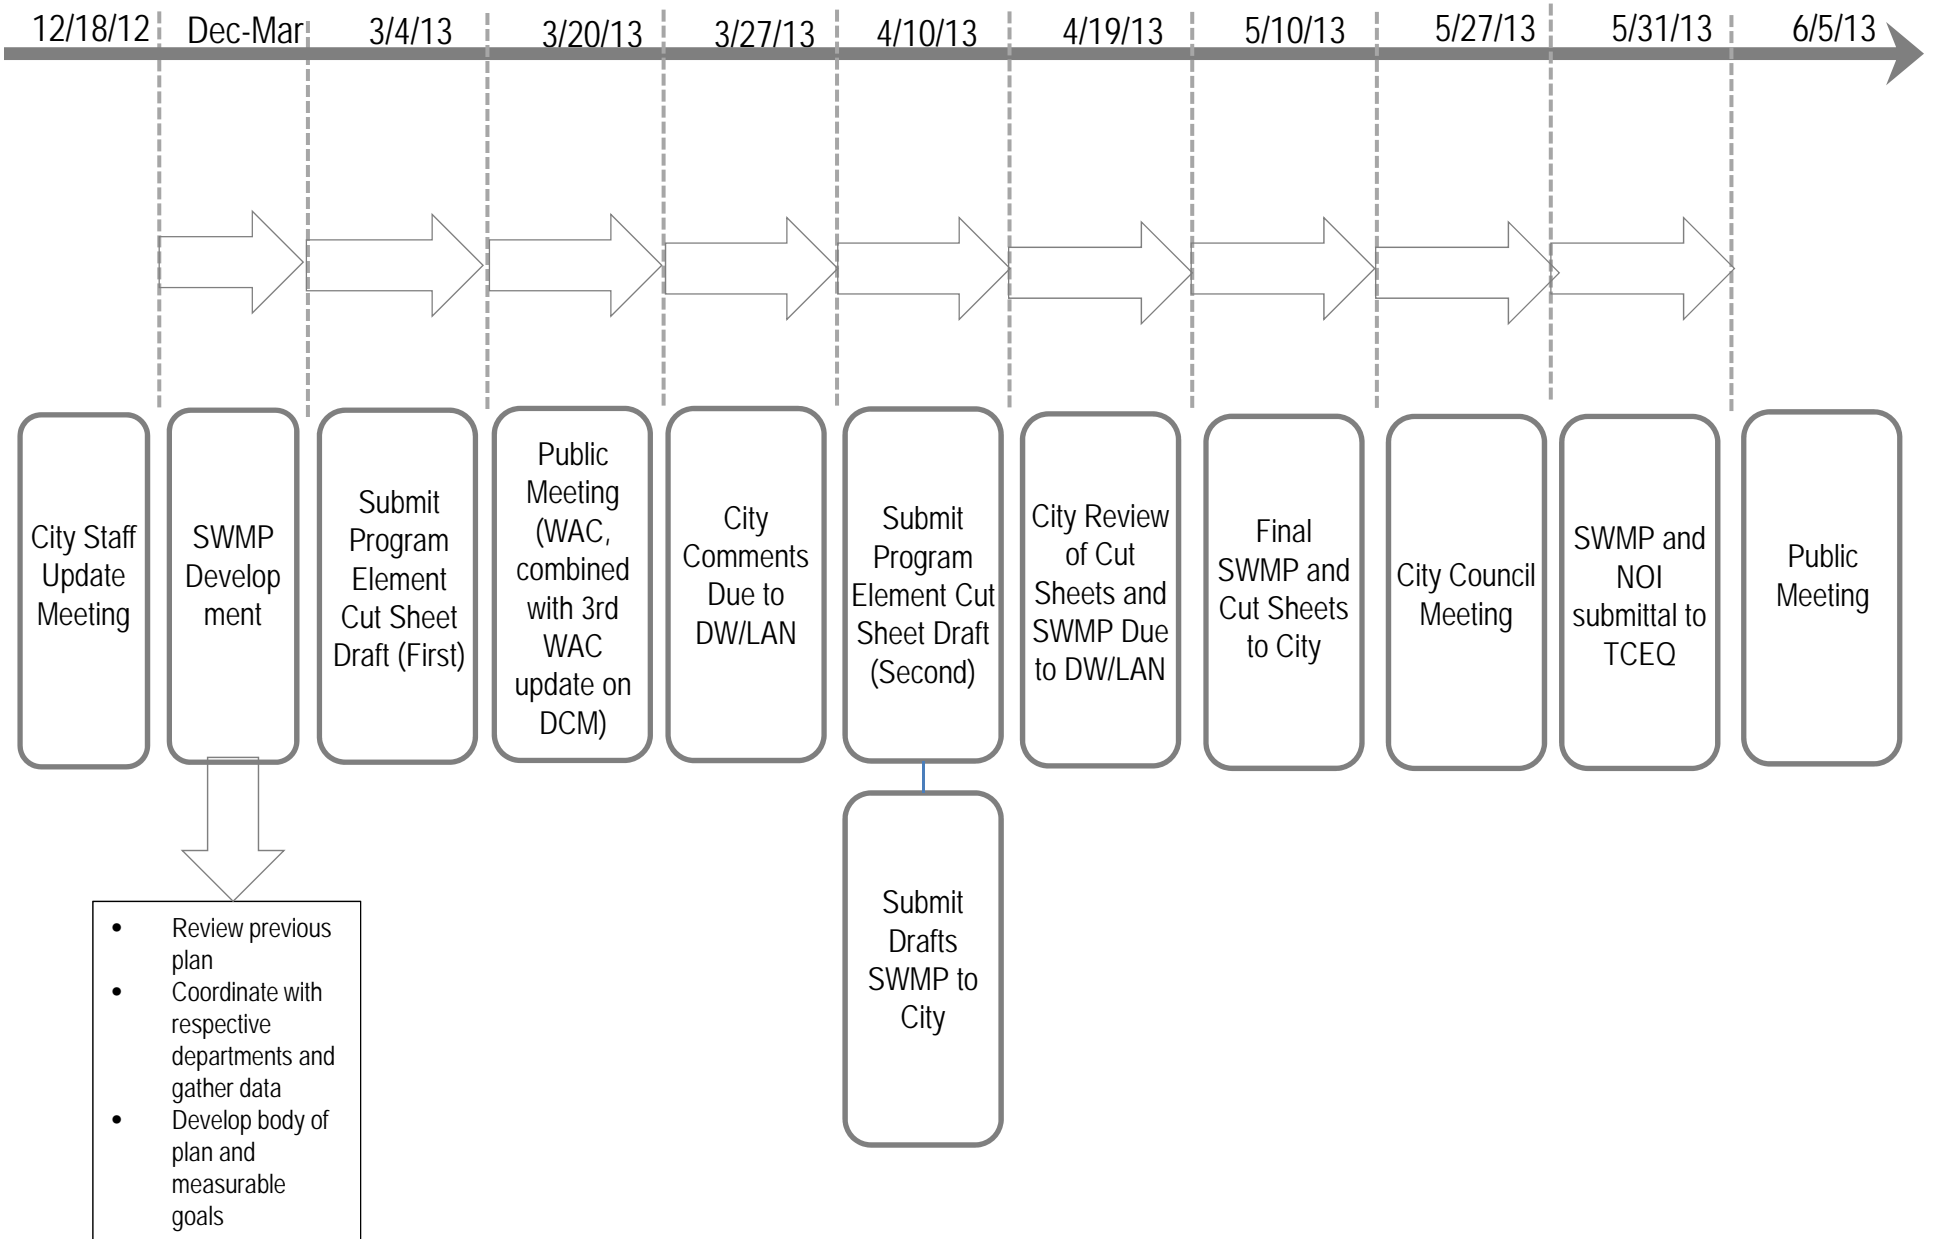 12/18/12
Dec-Mar
3/4/13
3/20/13
3/27/13
4/10/13
4/19/13
5/10/13
5/27/13
5/31/13
6/5/13
City Staff
Update
Meeting
SWMP
Develop
ment
Submit
Program
Element
Cut Sheet
Draft (First)
Public
Meeting
(WAC,
combined
with 3rd
WAC
update on
DCM)
City
Comments
Due to
DW/LAN
Submit
Program
Element Cut
Sheet Draft
(Second)
City Review
of Cut
Sheets and
SWMP Due
to DW/LAN
Final
SWMP and
Cut Sheets
to City
City Council
Meeting
SWMP and
NOI
submittal to
TCEQ
Public
Meeting
Submit
Drafts
SWMP to
City
• Review previous
plan
• Coordinate with
respective
departments and
gather data
• Develop body of
plan and
measurable
goals